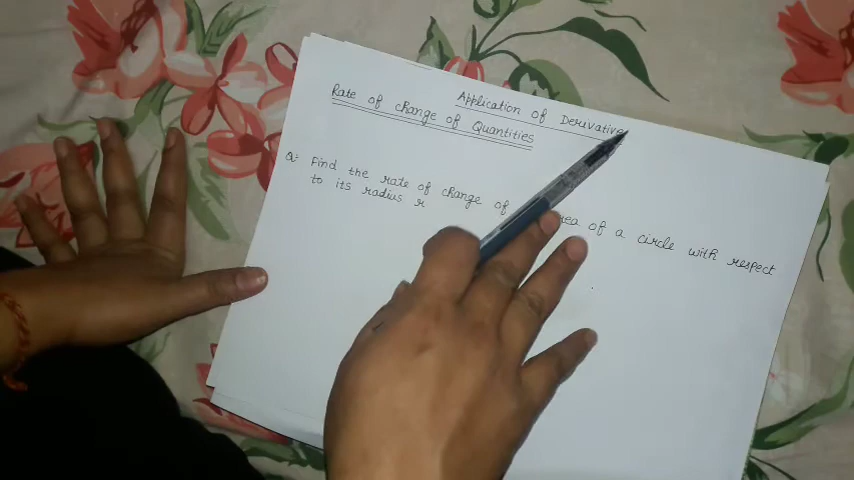 Application of Derivative
Rate of change of Quantities
Q: Find the rate of change of area of a circle with respect
to its radius r